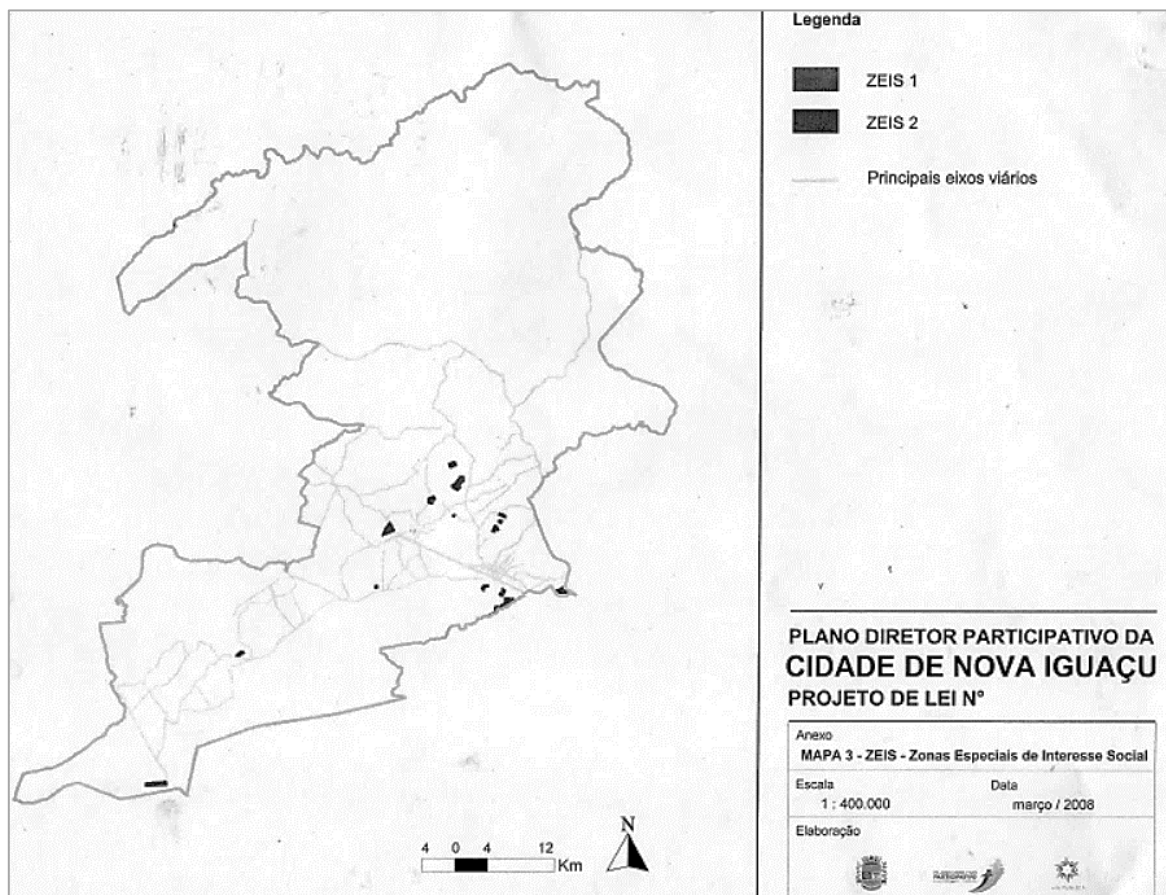 Legenda
ZEIS 1
ZEIS 2
Principais eixos viários
PLANO DIRETOR PARTICIPATIVO DA
CIDADE DE NOVA IGUAÇU
PROJETO DE LEI Nº
Anexo
MAPA 3 - ZEIS - Zonas Especiais de Interesse Social
Escala
1 : 400.000
Data
março / 2008
Elaboração
N
4 0 4 12
Km